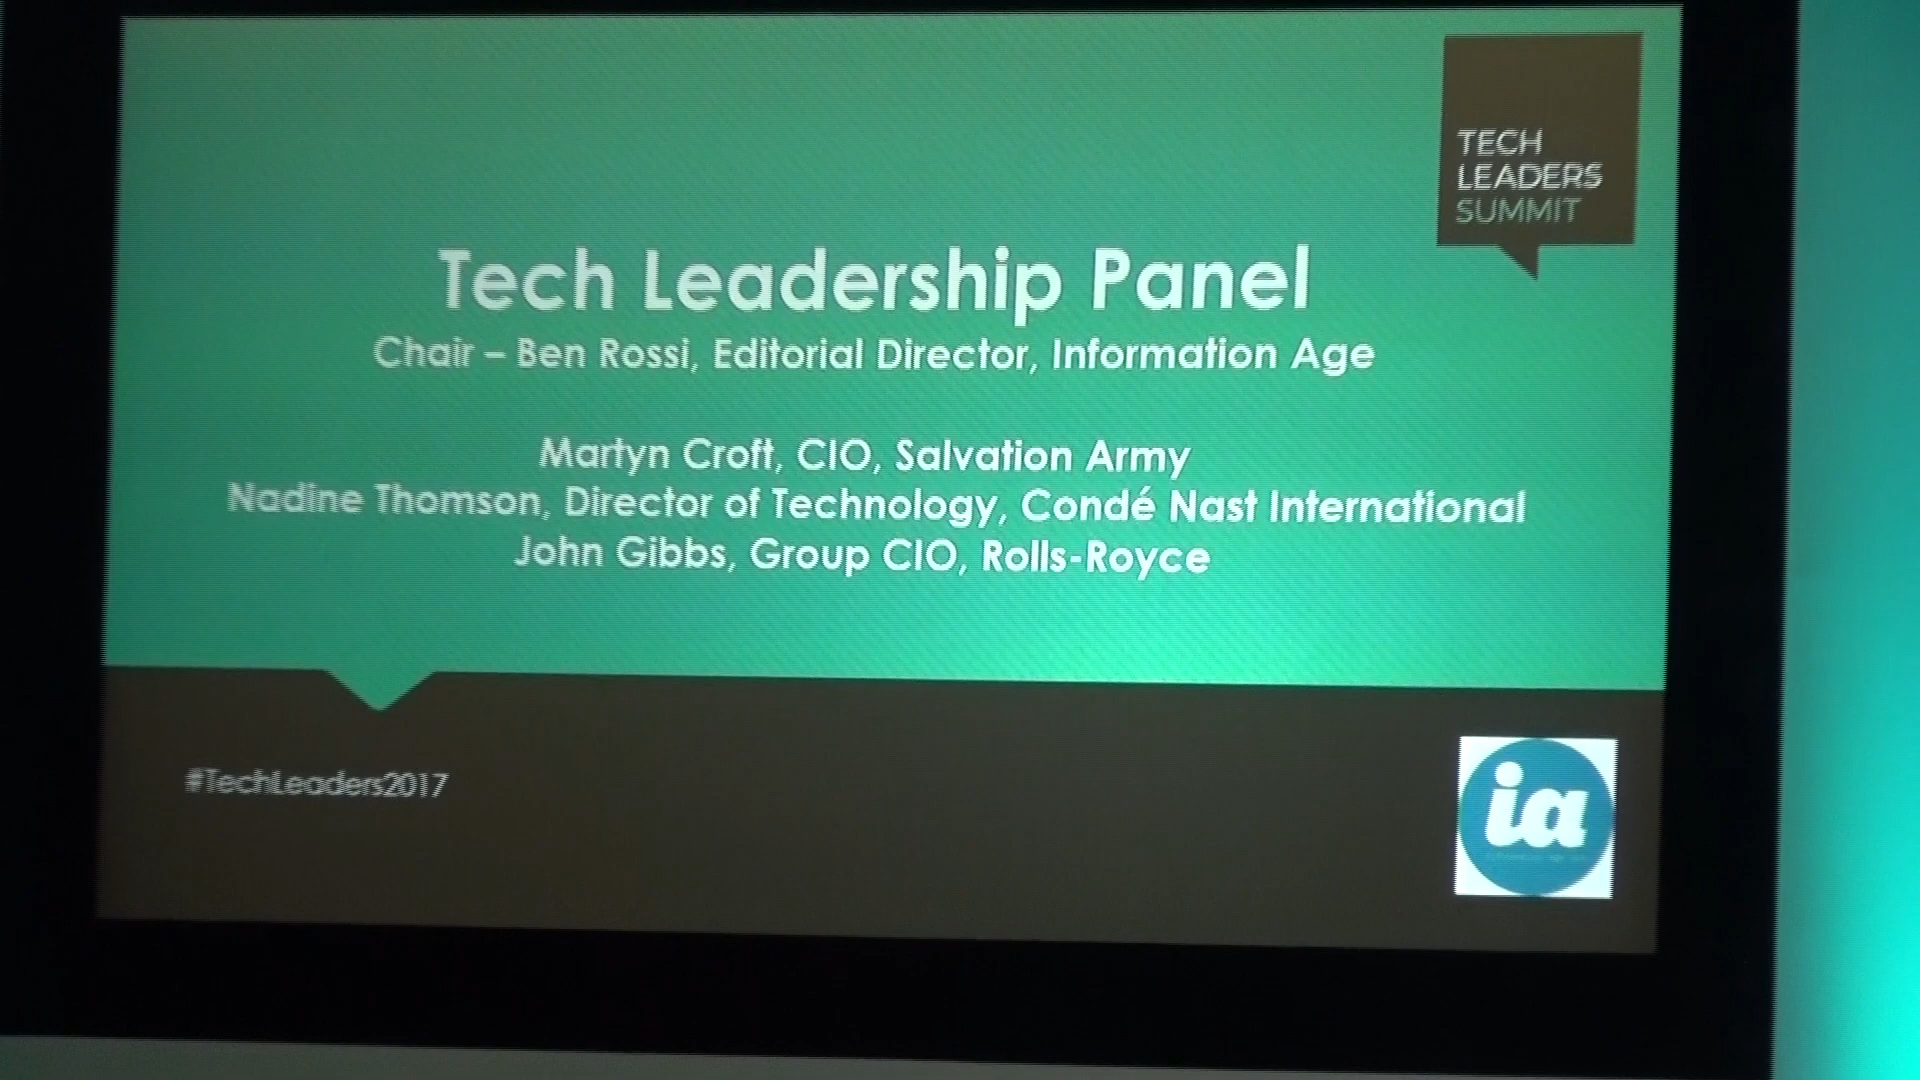 TECH
LEADERS
SUMMIT
Tech Leadership Panel
Chair – Ben Rossi, Editorial Director, Information Age
Martyn Croft, CIO, Salvation Army
Nadine Thomson, Director of Technology, Condé Nast International
John Gibbs, Group CIO, Rolls-Royce
#TechLeaders2017
ia